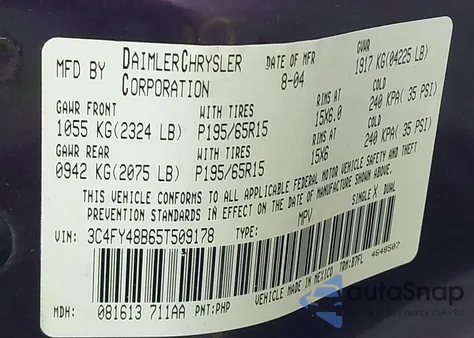 MFD BY DAIMLERCHRYSLER CORPORATION DATE OF MFR 8-04 GVWR 1917 KG(04225 LB)
GAWR FRONT WITH TIRES RIMS AT COLD
1055 KG(2324 LB) P195/65R15 15X6.0 240 KPA( 35 PSI)
GAWR REAR WITH TIRES RIMS AT COLD
0942 KG(2075 LB) P195/65R15 15X6 240 KPA( 35 PSI)
THIS VEHICLE CONFORMS TO ALL APPLICABLE FEDERAL MOTOR VEHICLE SAFETY AND THEFT
PREVENTION STANDARDS IN EFFECT ON THE DATE OF MANUFACTURE SHOWN ABOVE.
VIN: 3C4FY48B65T509178 TYPE: MPV SINGLE X DUAL
4648507
MDH: 081613 711AA PNT:PHP VEHICLE MADE IN MEXICO TRM:B7FL
autoSnap